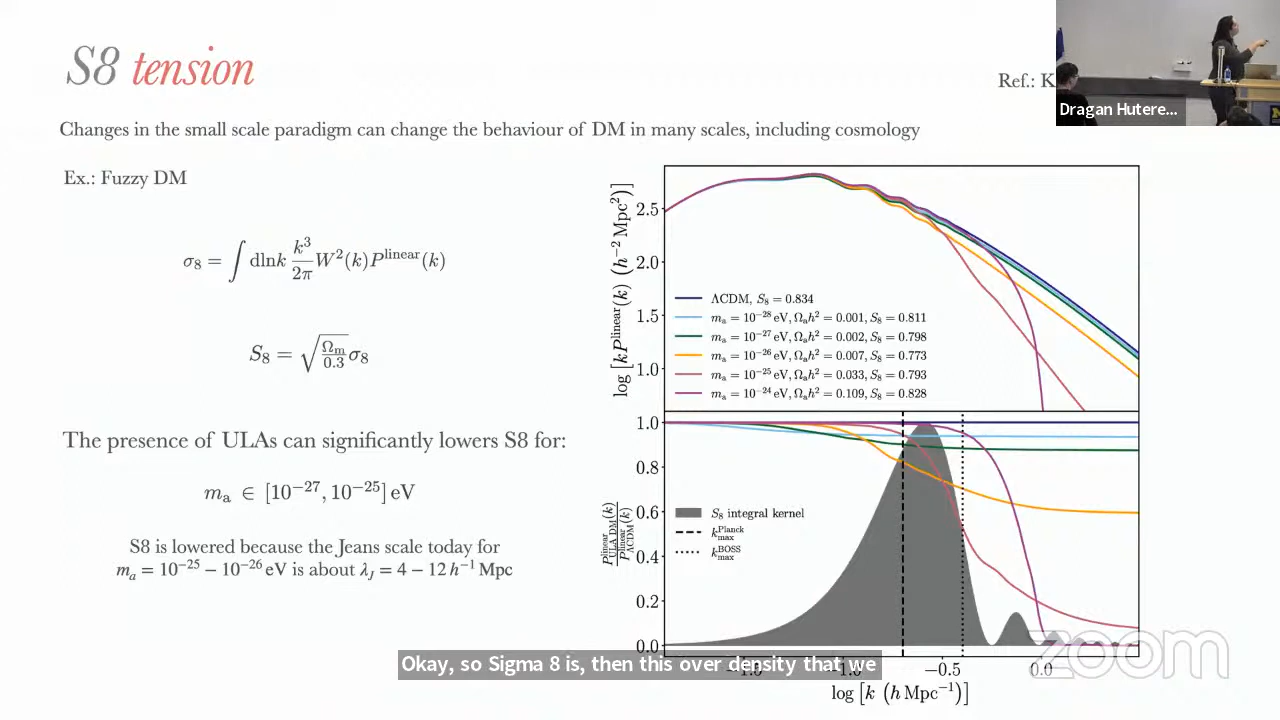 S8 tension
Ref.: K
Dragan Hutere...
Changes in the small scale paradigm can change the behaviour of DM in many scales, including cosmology
Ex.: Fuzzy DM
σ₈ = ∫ dlnk k³/2π W²(k)P^linear(k)
S₈ = √(Ωₘ/0.3) σ₈
The presence of ULAs can significantly lowers S8 for:
mₐ ∈ [10⁻²⁷, 10⁻²⁵] eV
S8 is lowered because the Jeans scale today for
mₐ = 10⁻²⁵ − 10⁻²⁶ eV is about λ_J = 4 − 12 h⁻¹ Mpc
log [kP^linear(k) (h⁻² Mpc²)]
2.5
2.0
1.5
1.0
ΛCDM, S₈ = 0.834
mₐ = 10⁻²⁸ eV, Ωₐh² = 0.001, S₈ = 0.811
mₐ = 10⁻²⁷ eV, Ωₐh² = 0.002, S₈ = 0.798
mₐ = 10⁻²⁶ eV, Ωₐh² = 0.007, S₈ = 0.773
mₐ = 10⁻²⁵ eV, Ωₐh² = 0.033, S₈ = 0.793
mₐ = 10⁻²⁴ eV, Ωₐh² = 0.109, S₈ = 0.828
P^linear_ULA DM(k)/P^linear_ΛCDM(k)
1.0
0.8
0.6
0.4
0.2
0.0
S₈ integral kernel
k^Planck_max
k^BOSS_max
−0.5
0.0
log [k (h Mpc⁻¹)]
zoom
Okay, so Sigma 8 is, then this over density that we